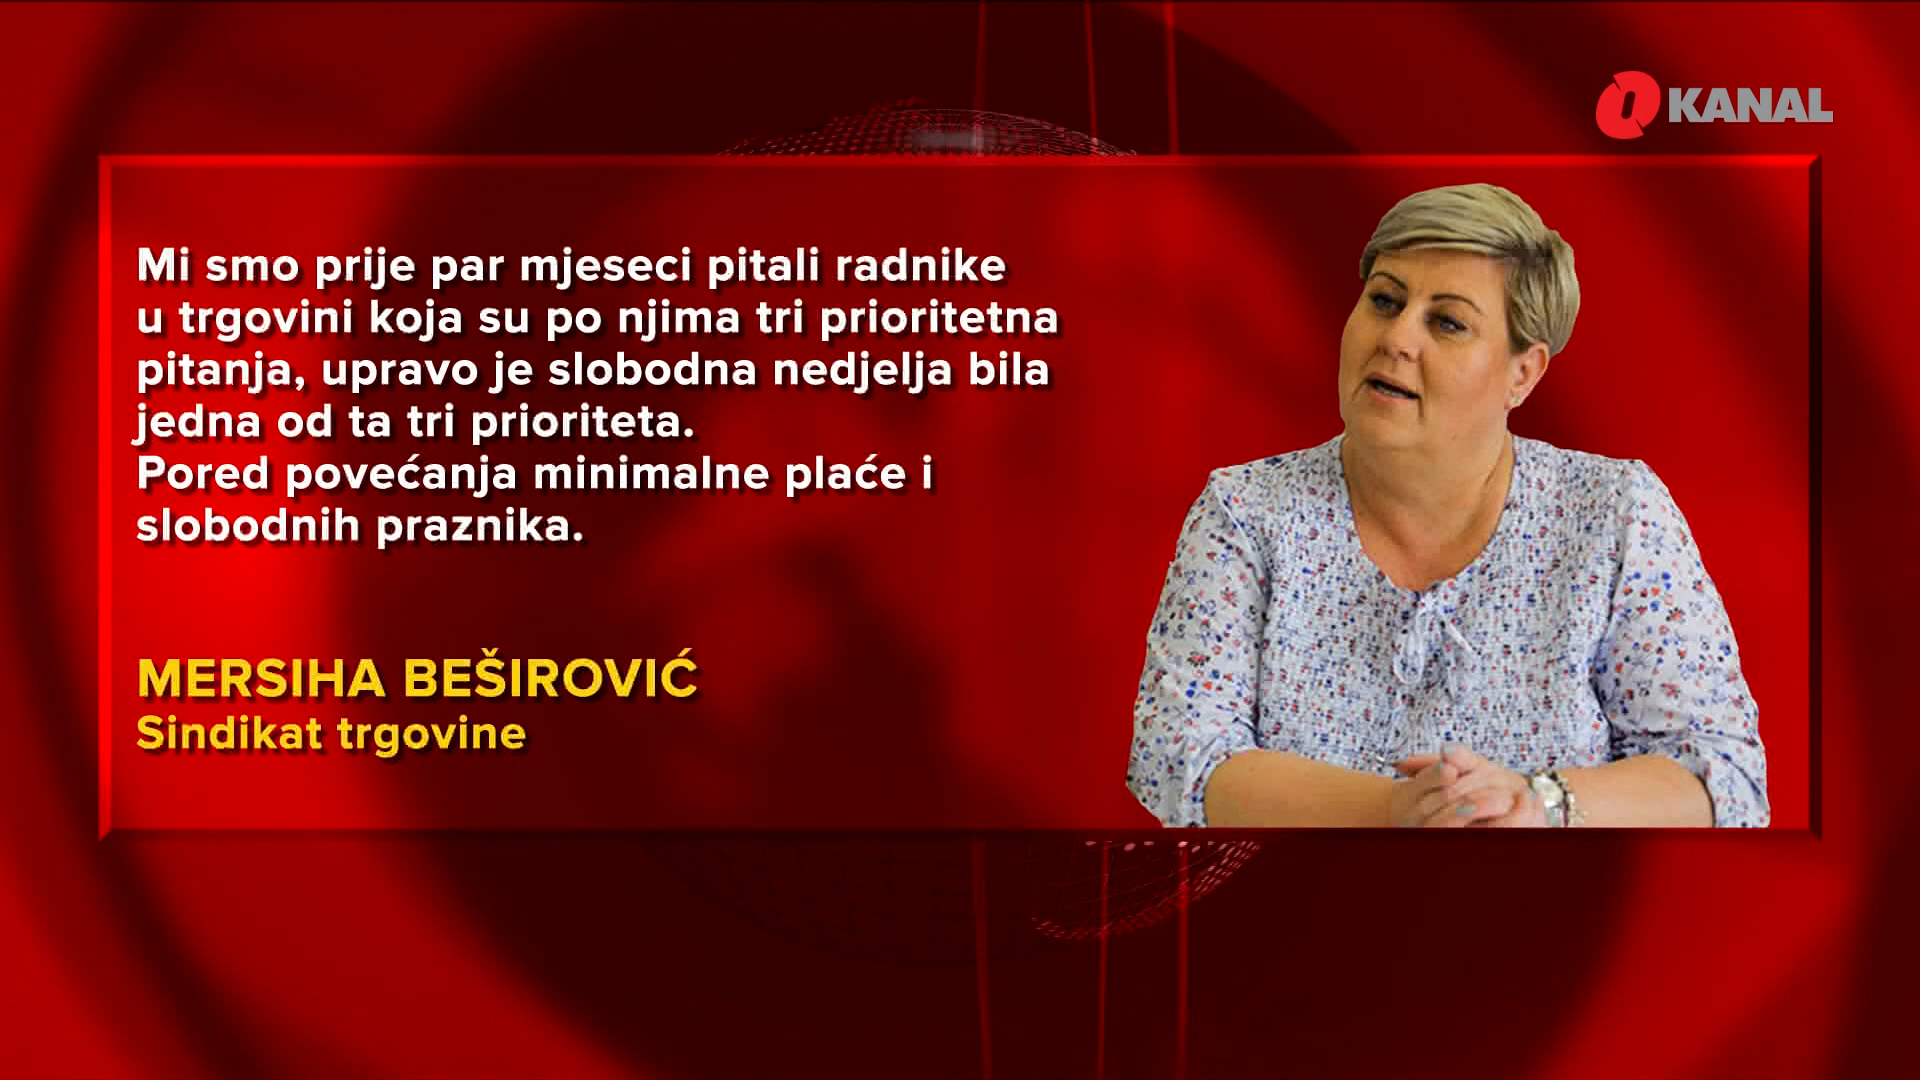 O KANAL
Mi smo prije par mjeseci pitali radnike
u trgovini koja su po njima tri prioritetna
pitanja, upravo je slobodna nedjelja bila
jedna od ta tri prioriteta.
Pored povećanja minimalne plaće i
slobodnih praznika.
MERSIHA BEŠIROVIĆ
Sindikat trgovine